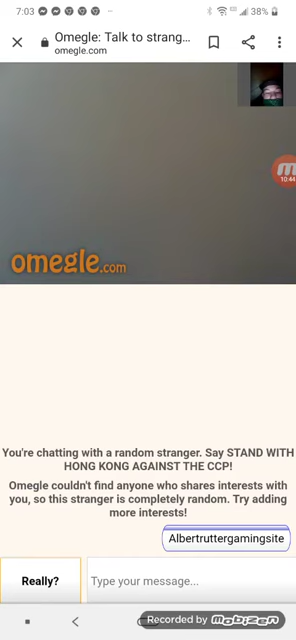 7:03 38%
Omegle: Talk to strang...
omegle.com
10:44
omegle.com
You're chatting with a random stranger. Say STAND WITH
HONG KONG AGAINST THE CCP!
Omegle couldn't find anyone who shares interests with
you, so this stranger is completely random. Try adding
more interests!
Albertruttergamingsite
Really? Type your message...
Recorded by mobizen